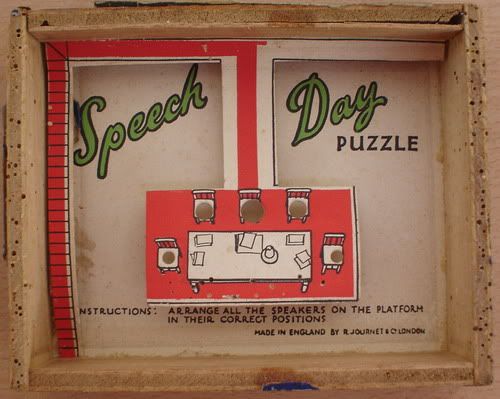 Speech Day
PUZZLE
NSTRUCTIONS: ARRANGE ALL THE SPEAKERS ON THE PLATFORM
IN THEIR CORRECT POSITIONS
MADE IN ENGLAND BY R. JOURNET & Co LONDON